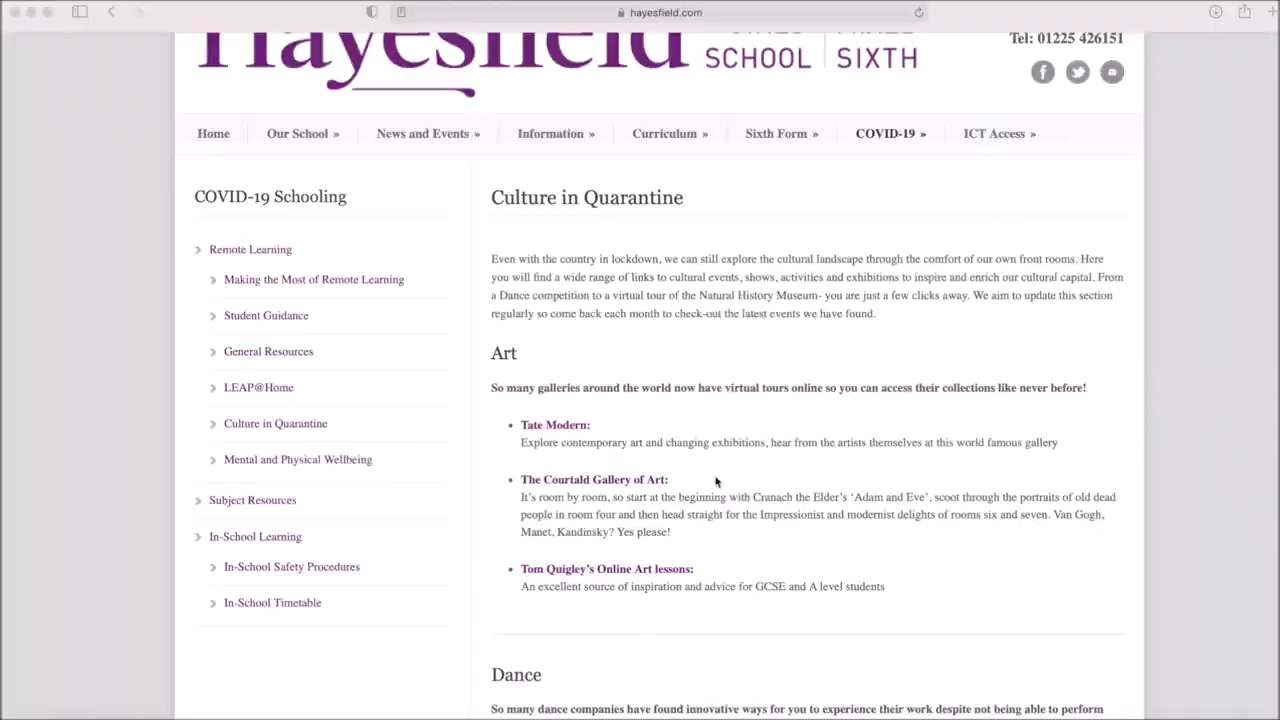 hayesfield.com
Hayesfield
SCHOOL | SIXTH
Tel: 01225 426151
Home
Our School »
News and Events »
Information »
Curriculum »
Sixth Form »
COVID-19 »
ICT Access »
COVID-19 Schooling
Remote Learning
Making the Most of Remote Learning
Student Guidance
General Resources
LEAP@Home
Culture in Quarantine
Mental and Physical Wellbeing
Subject Resources
In-School Learning
In-School Safety Procedures
In-School Timetable
Culture in Quarantine
Even with the country in lockdown, we can still explore the cultural landscape through the comfort of our own front rooms. Here
you will find a wide range of links to cultural events, shows, activities and exhibitions to inspire and enrich our cultural capital. From
a Dance competition to a virtual tour of the Natural History Museum- you are just a few clicks away. We aim to update this section
regularly so come back each month to check-out the latest events we have found.
Art
So many galleries around the world now have virtual tours online so you can access their collections like never before!
• Tate Modern:
Explore contemporary art and changing exhibitions, hear from the artists themselves at this world famous gallery
• The Courtald Gallery of Art:
It's room by room, so start at the beginning with Cranach the Elder's ‘Adam and Eve’, scoot through the portraits of old dead
people in room four and then head straight for the Impressionist and modernist delights of rooms six and seven. Van Gogh,
Manet, Kandinsky? Yes please!
• Tom Quigley's Online Art lessons:
An excellent source of inspiration and advice for GCSE and A level students
Dance
So many dance companies have found innovative ways for you to experience their work despite not being able to perform